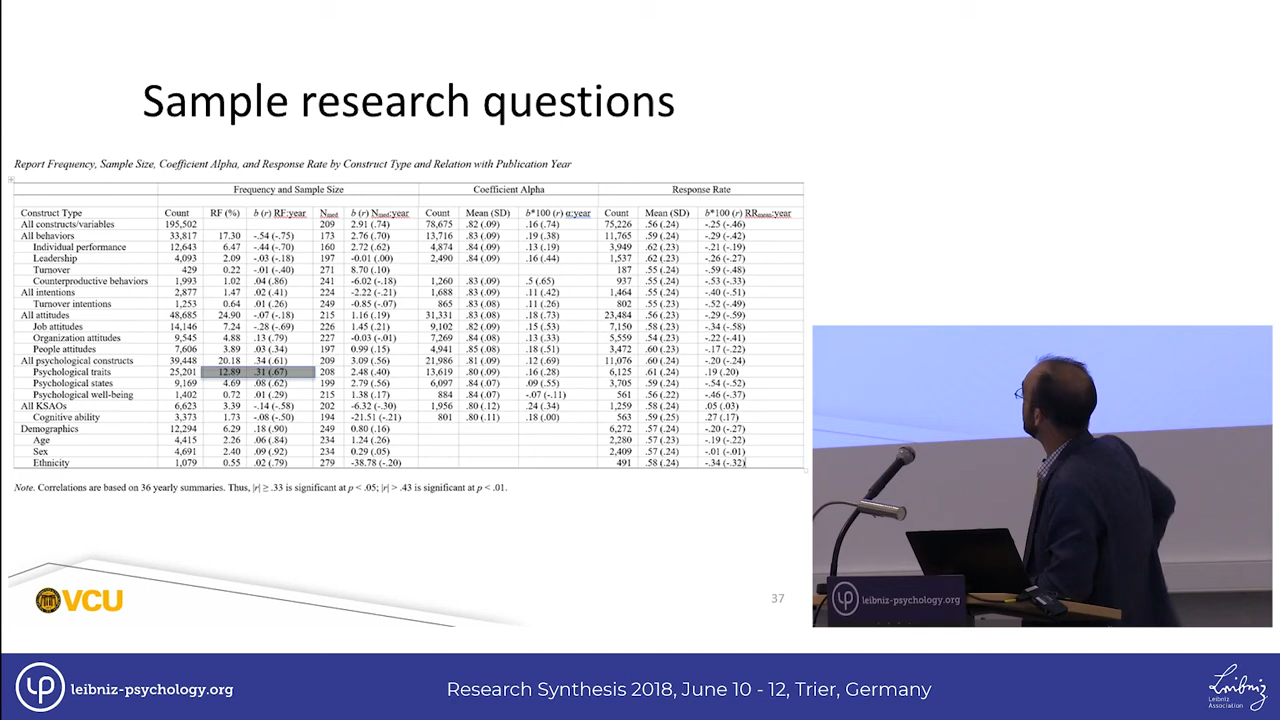 Sample research questions
Report Frequency, Sample Size, Coefficient Alpha, and Response Rate by Construct Type and Relation with Publication Year
Frequency and Sample Size Coefficient Alpha Response Rate
Construct Type Count RF (%) b (r) RF:year Nmed b (r) Nmed:year Count Mean (SD) b*100 (r) α:year Count Mean (SD) b*100 (r) RRmean:year
All constructs/variables 195,502 209 2.91 (.74) 78,675 .82 (.09) .16 (.74) 75,226 .56 (.24) -.25 (-.46)
All behaviors 33,817 17.30 -.54 (-.75) 173 2.76 (.70) 13,716 .83 (.09) .19 (.38) 11,765 .59 (.24) -.29 (-.42)
Individual performance 12,643 6.47 -.44 (-.70) 160 2.72 (.62) 4,874 .84 (.09) .13 (.19) 3,949 .62 (.23) -.21 (-.19)
Leadership 4,093 2.09 -.03 (-.18) 197 -0.01 (.00) 2,490 .84 (.09) .16 (.44) 1,537 .62 (.23) -.26 (-.27)
Turnover 429 0.22 -.01 (-.40) 271 8.70 (.10) 187 .55 (.24) -.59 (-.48)
Counterproductive behaviors 1,993 1.02 .04 (.86) 224 -6.02 (-.18) 1,260 .83 (.09) .5 (.65) 937 .55 (.24) -.53 (-.33)
All intentions 2,877 1.47 .02 (.41) 224 -2.22 (-.21) 1,688 .83 (.09) .11 (.42) 1,464 .55 (.24) -.40 (-.51)
Turnover intentions 1,253 0.64 .01 (.26) 249 -0.85 (-.07) 865 .83 (.08) .11 (.26) 802 .55 (.23) -.52 (-.49)
All attitudes 48,685 24.90 -.07 (-.18) 215 1.16 (.19) 31,331 .83 (.08) .18 (.73) 23,484 .56 (.24) -.29 (-.59)
Job attitudes 14,146 7.24 -.28 (-.69) 226 1.45 (.21) 9,102 .82 (.09) .15 (.53) 7,150 .58 (.23) -.34 (-.58)
Organization attitudes 9,545 4.88 .13 (.79) 227 -0.03 (-.01) 7,269 .84 (.08) .13 (.33) 5,559 .54 (.23) -.22 (-.41)
People attitudes 7,606 3.89 .03 (.34) 197 0.99 (.15) 4,941 .85 (.08) .18 (.51) 3,472 .60 (.23) -.17 (-.22)
All psychological constructs 39,448 20.18 .34 (.61) 209 3.09 (.56) 21,986 .81 (.09) .12 (.69) 11,076 .60 (.24) -.20 (-.24)
Psychological traits 25,201 12.89 .31 (.67) 208 2.48 (.40) 13,619 .80 (.09) .16 (.28) 6,125 .61 (.24) .19 (.20)
Psychological states 9,169 4.69 .08 (.62) 199 2.79 (.56) 6,097 .84 (.07) .09 (.55) 3,705 .59 (.24) -.54 (-.52)
Psychological well-being 1,402 0.72 .01 (.29) 215 1.38 (.17) 884 .84 (.07) -.07 (-.11) 561 .56 (.22) -.46 (-.37)
All KSAOs 6,623 3.39 -.14 (-.58) 202 -6.32 (-.30) 1,956 .80 (.12) .24 (.34) 1,259 .58 (.24) .05 (.03)
Cognitive ability 3,373 1.73 -.08 (-.50) 194 -21.51 (-.21) 801 .80 (.11) .18 (.00) 563 .59 (.25) .27 (.17)
Demographics 12,294 6.29 .18 (.90) 249 0.80 (.16) 6,272 .57 (.24) -.20 (-.27)
Age 4,415 2.26 .06 (.84) 234 1.24 (.26) 2,280 .57 (.23) -.19 (-.22)
Sex 4,691 2.40 .09 (.92) 234 0.29 (.05) 2,409 .57 (.23) -.01 (-.01)
Ethnicity 1,079 0.55 .02 (.79) 279 -38.78 (-.20) 491 .58 (.24) -.34 (-.32)
Note. Correlations are based on 36 yearly summaries. Thus, |r| ≥ .33 is significant at p < .05; |r| > .43 is significant at p < .01.
VCU
37
leibniz-psychology.org
leibniz-psychology.org
Research Synthesis 2018, June 10 - 12, Trier, Germany
Leibniz
Leibniz
Association